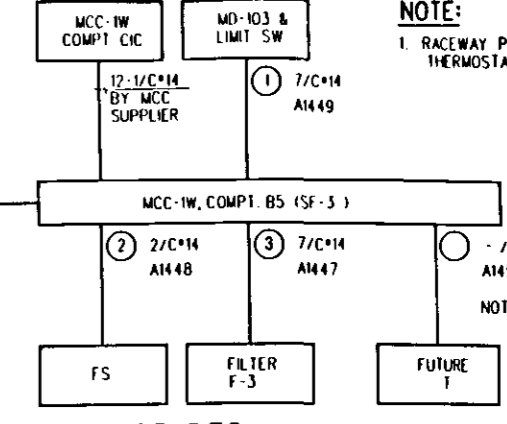 MCC-1W
COMPT C1C
MD-103 &
LIMIT SW
NOTE:
1. RACEWAY
12-1/C#14
BY MCC
SUPPLIER
1 7/C#14
A1449
MCC-1W, COMPT. B5 (SF-3)
2 2/C#14
A1448
3 7/C#14
A1447
FS
FILTER
F-3
FUTURE
T